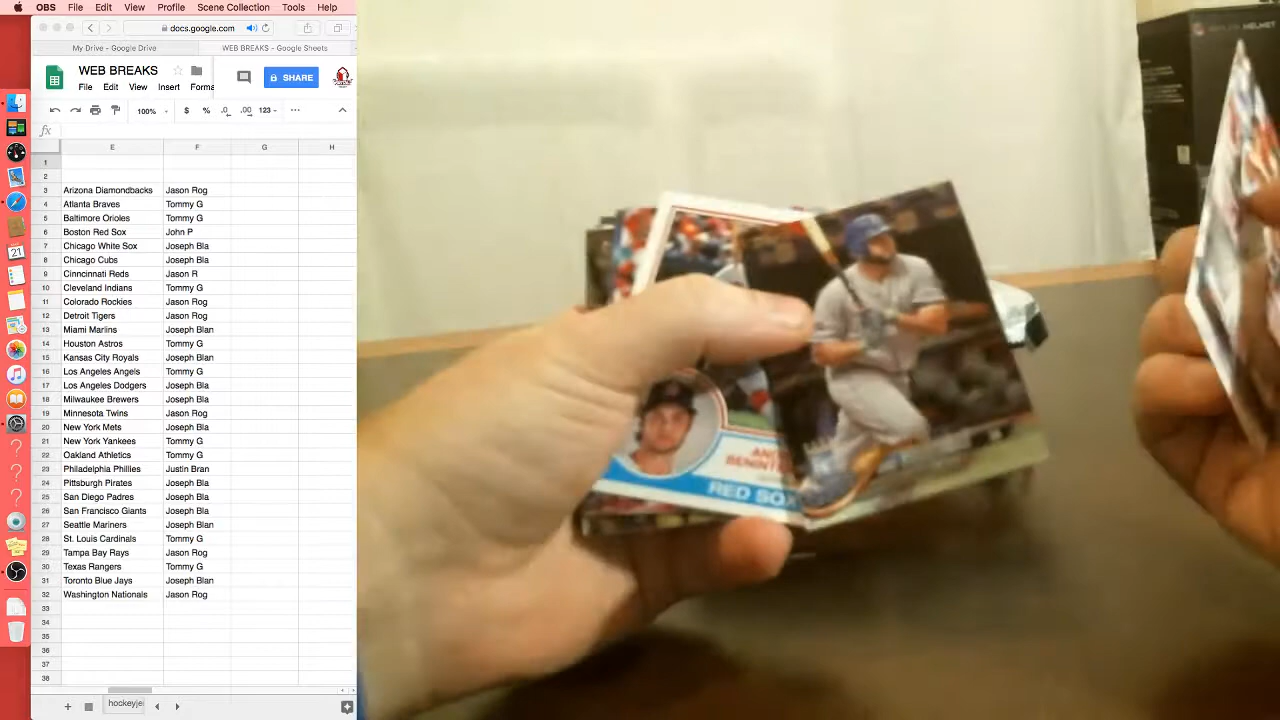 OBS File Edit View Profile Scene Collection Tools Help
docs.google.com
My Drive - Google Drive
WEB BREAKS - Google Sheets
WEB BREAKS
SHARE
File Edit View Insert Forma
100% $ % .0 .00 123
fx
E F G H
1
2
3 Arizona Diamondbacks Jason Rog
4 Atlanta Braves Tommy G
5 Baltimore Orioles Tommy G
6 Boston Red Sox John P
7 Chicago White Sox Joseph Bla
8 Chicago Cubs Joseph Bla
9 Cinncinnati Reds Jason R
10 Cleveland Indians Tommy G
11 Colorado Rockies Jason Rog
12 Detroit Tigers Jason Rog
13 Miami Marlins Joseph Blan
14 Houston Astros Tommy G
15 Kansas City Royals Joseph Blan
16 Los Angeles Angels Tommy G
17 Los Angeles Dodgers Joseph Bla
18 Milwaukee Brewers Joseph Bla
19 Minnesota Twins Jason Rog
20 New York Mets Joseph Bla
21 New York Yankees Tommy G
22 Oakland Athletics Tommy G
23 Philadelphia Phillies Justin Bran
24 Pittsburgh Pirates Joseph Bla
25 San Diego Padres Joseph Bla
26 San Francisco Giants Joseph Bla
27 Seattle Mariners Joseph Blan
28 St. Louis Cardinals Tommy G
29 Tampa Bay Rays Jason Rog
30 Texas Rangers Tommy G
31 Toronto Blue Jays Joseph Blan
32 Washington Nationals Jason Rog
33
34
35
36
37
38
hockeyje
21
RED SOX